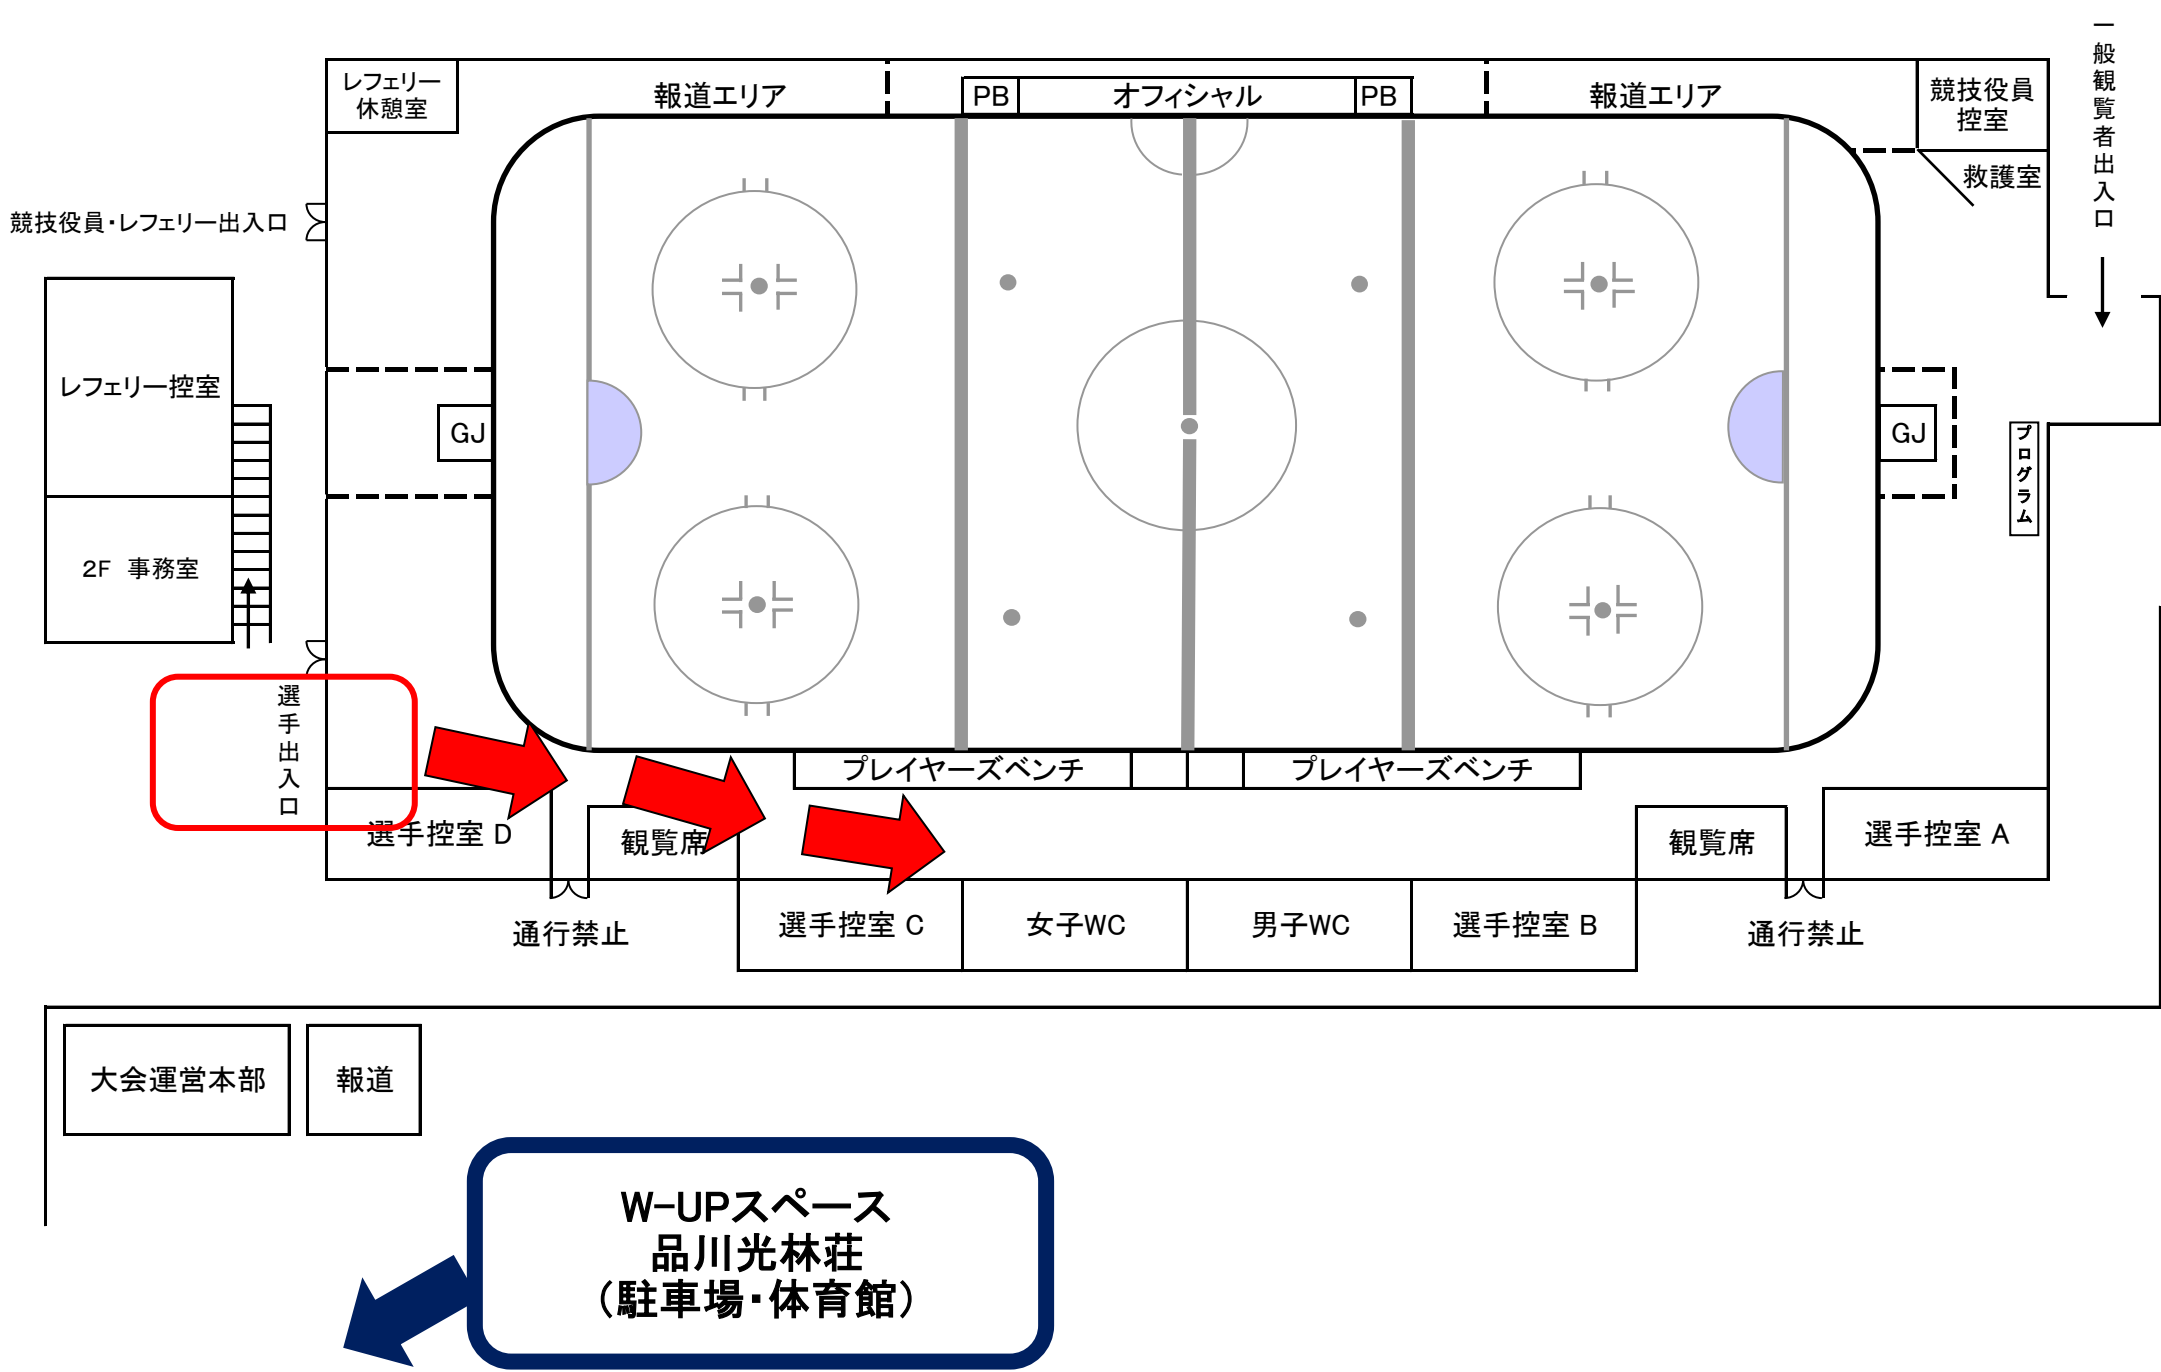 一般観覧者出入口
レフェリー
休憩室
報道エリア
PB
オフィシャル
PB
報道エリア
競技役員
控室
救護室
競技役員・レフェリー出入口
レフェリー控室
GJ
GJ
プログラム
2F 事務室
選手出入口
プレイヤーズベンチ
プレイヤーズベンチ
選手控室 D
観覧席
観覧席
選手控室 A
通行禁止
選手控室 C
女子WC
男子WC
選手控室 B
通行禁止
大会運営本部
報道
W-UPスペース
品川光林荘
（駐車場・体育館）